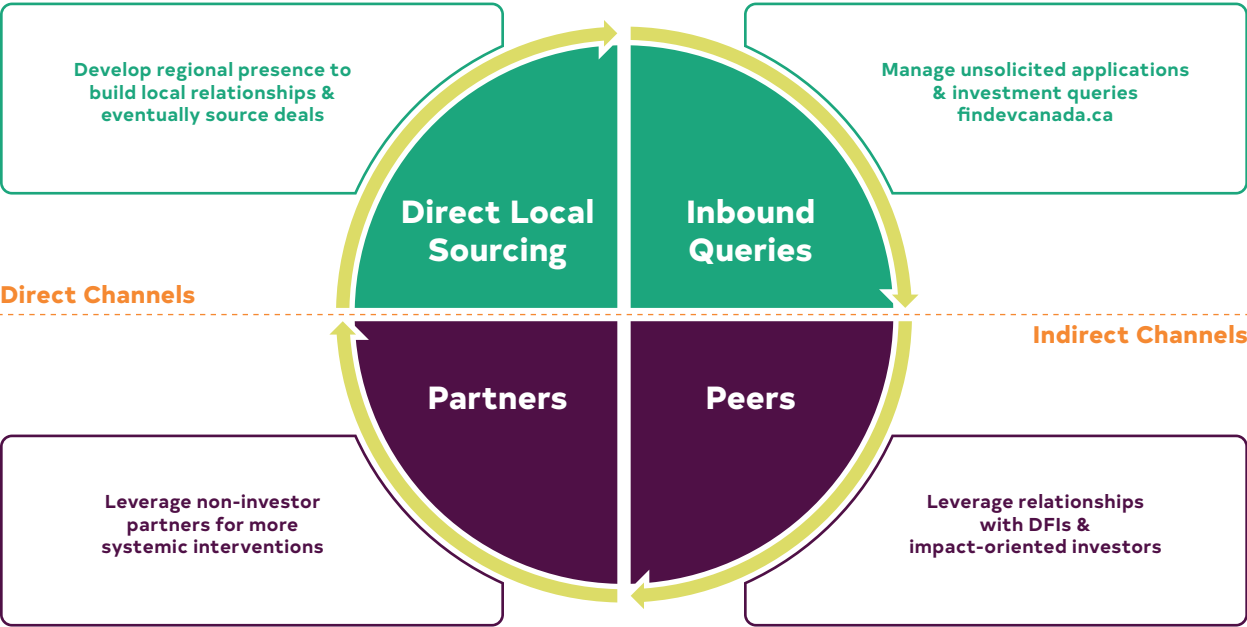 Develop regional presence to
build local relationships &
eventually source deals
Manage unsolicited applications
& investment queries
findevcanada.ca
Direct Local
Sourcing
Inbound
Queries
Direct Channels
Indirect Channels
Partners
Peers
Leverage non-investor
partners for more
systemic interventions
Leverage relationships
with DFIs &
impact-oriented investors